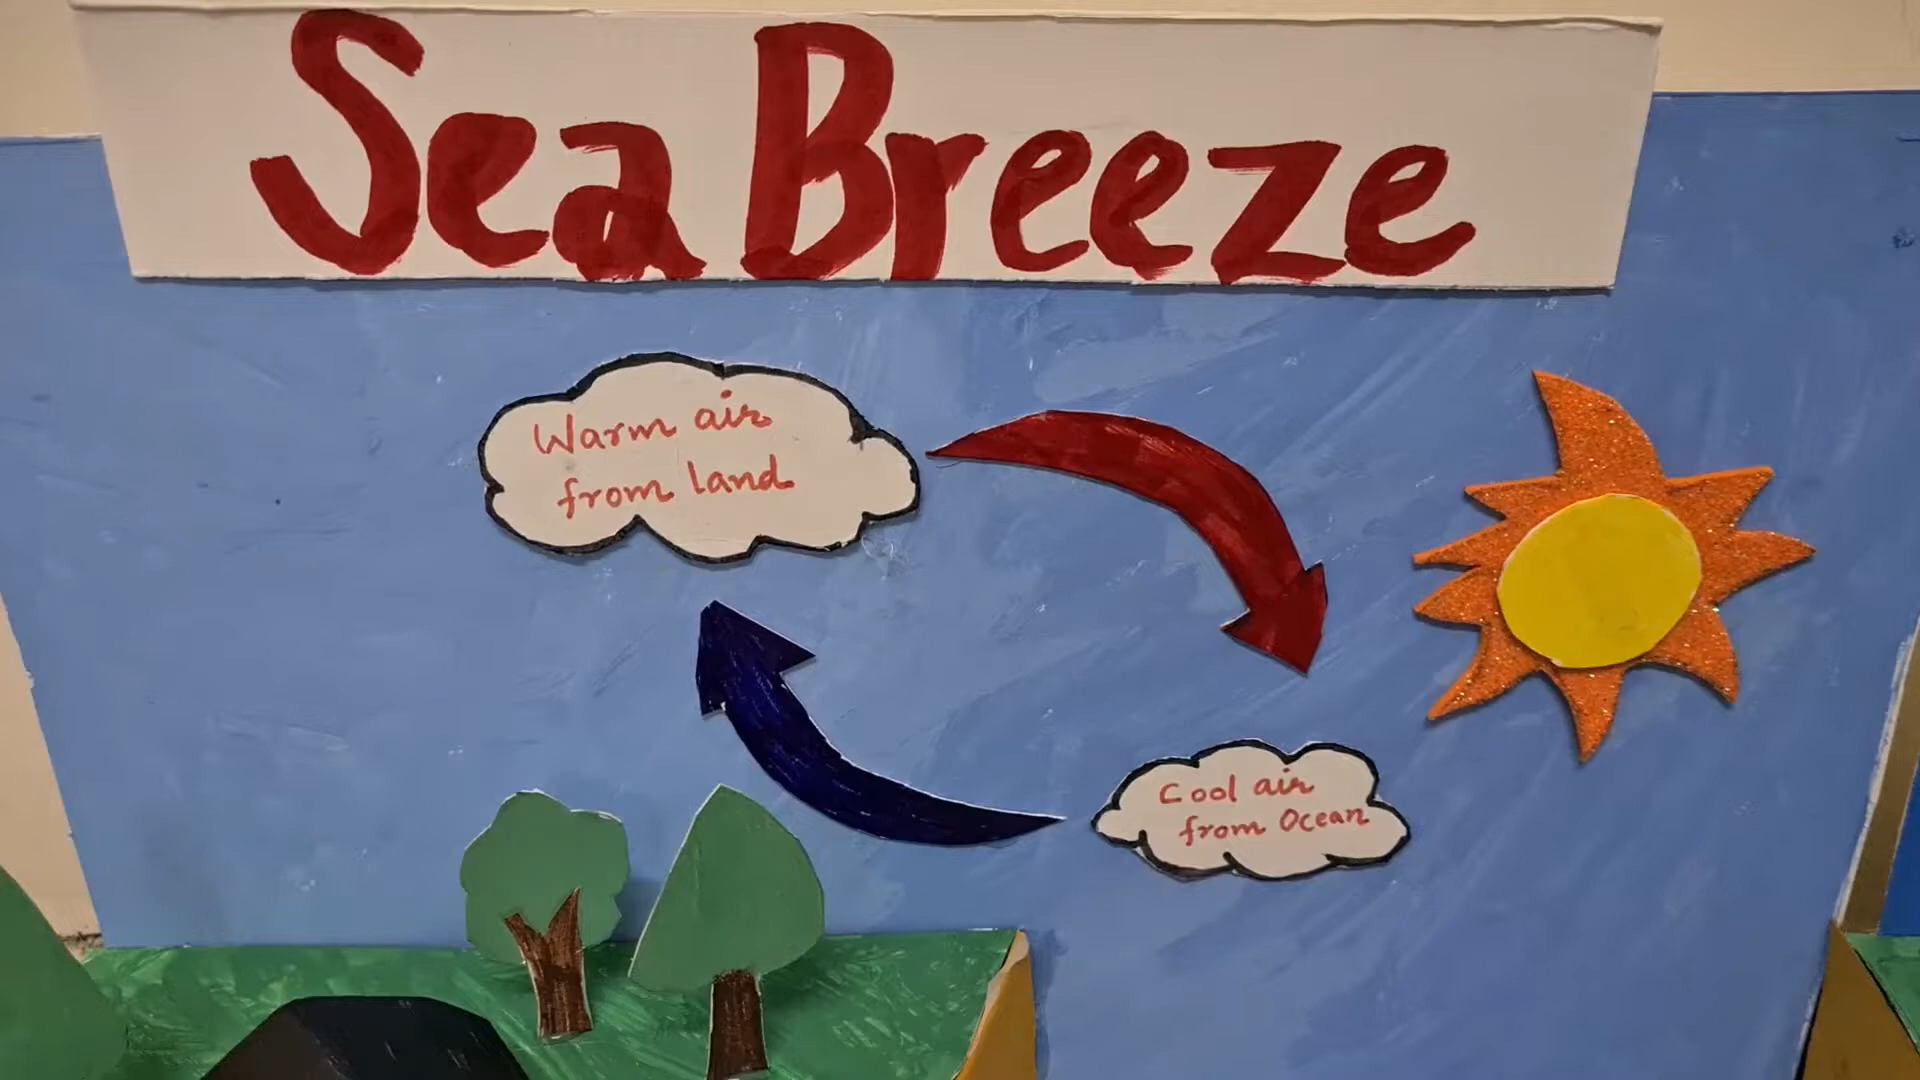 Sea Breeze
Warm air
from land
Cool air
from Ocean